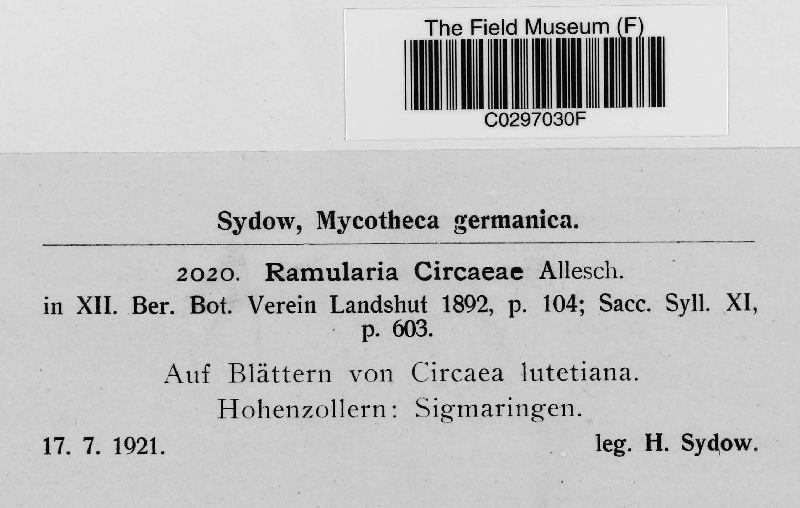 The Field Museum (F)
C0297030F
Sydow, Mycotheca germanica.
2020. Ramularia Circaeae Allesch.
in XII. Ber. Bot. Verein Landshut 1892, p. 104; Sacc. Syll. XI,
p. 603.
Auf Blättern von Circaea lutetiana.
Hohenzollern: Sigmaringen.
17. 7. 1921. leg. H. Sydow.